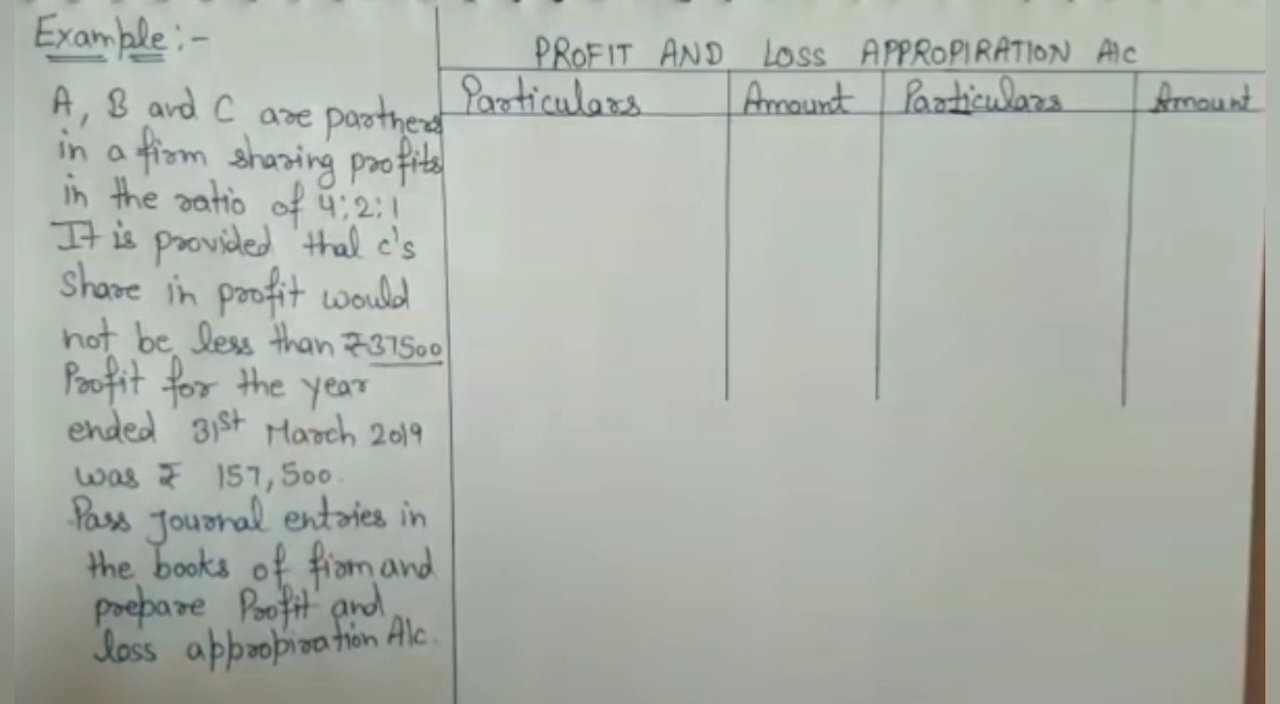 Example:-
A, B and C are partners
in a firm sharing profits
in the ratio of 4:2:1
It is provided that c's
Share in profit would
not be less than ₹37500
Profit for the year
ended 31st March 2019
was ₹ 157,500.
Pass Journal entries in
the books of firm and
prepare Profit and
loss appropiration A/c.
PROFIT AND LOSS APPROPIRATION A/C
Particulars Amount Particulars Amount